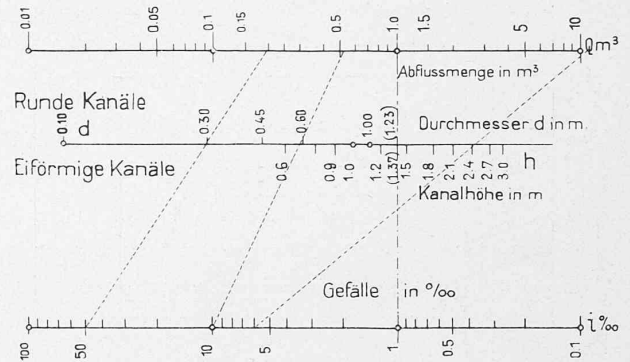 0.01 0.05 0.1 0.15 0.5 1.0 1.5 5 10 Qm³
Abflussmenge in m³
Runde Kanäle
0.10 d 0.30 0.45 0.60 1.00 (1.23) Durchmesser d in m
Eiförmige Kanäle
0.6 0.9 1.0 1.2 (1.37) 1.5 1.8 2.1 2.4 2.7 3.0 h
Kanalhöhe in m
Gefälle in ‰
100 50 10 5 1 0.5 0.1 i‰